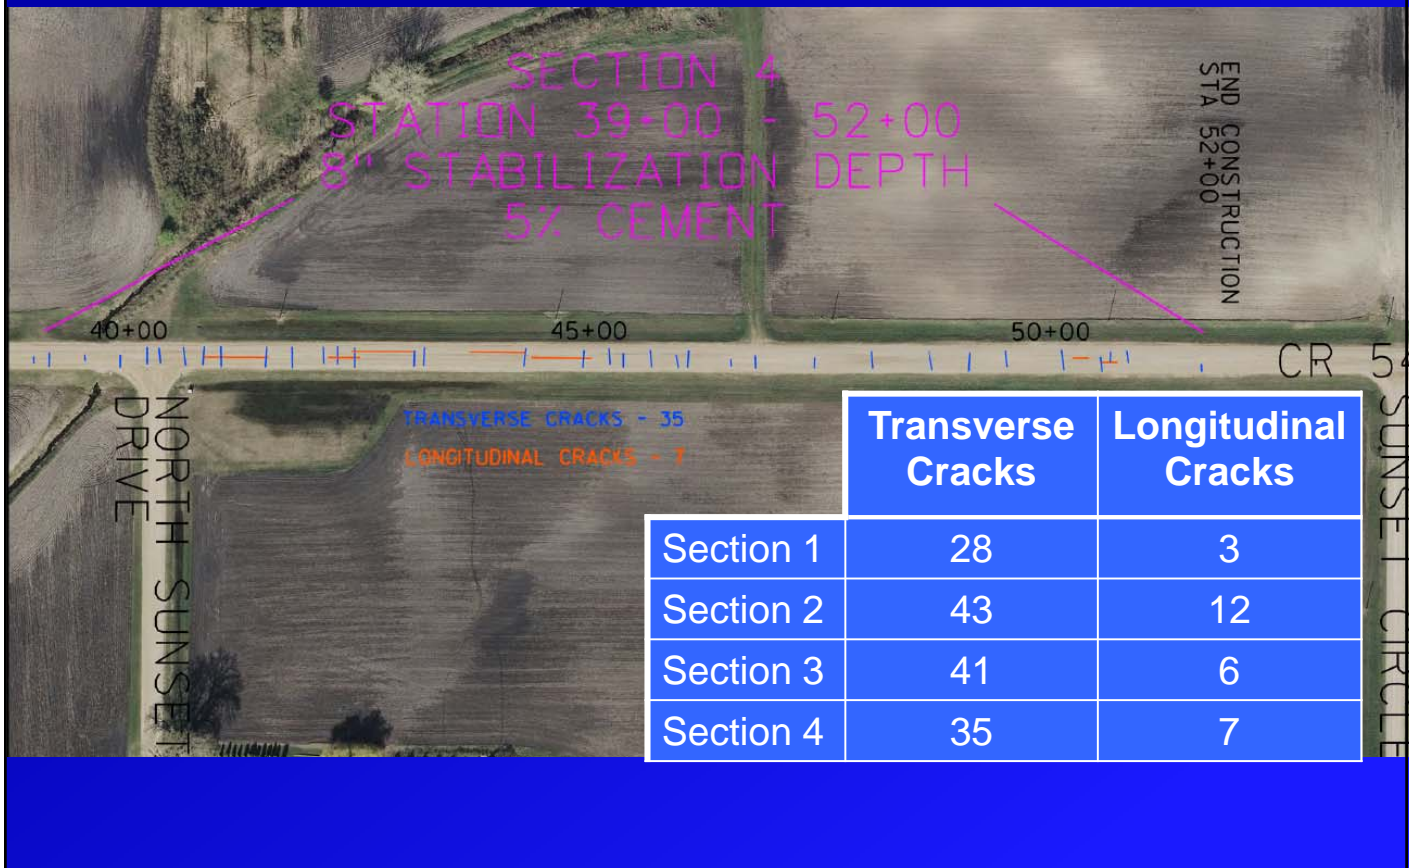 SECTION 4
STATION 39+00 - 52+00
8" STABILIZATION DEPTH
5% CEMENT
END CONSTRUCTION
STA 52+00
40+00
45+00
50+00
CR 54
NORTH SUNSET
DRIVE
TRANSVERSE CRACKS - 35
LONGITUDINAL CRACKS - 7
SUNSET CIRCLE
Transverse Cracks Longitudinal Cracks
Section 1 28 3
Section 2 43 12
Section 3 41 6
Section 4 35 7